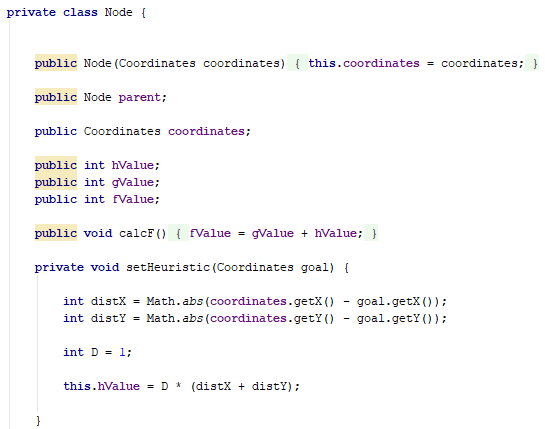 private class Node {
public Node(Coordinates coordinates) { this.coordinates = coordinates; }
public Node parent;
public Coordinates coordinates;
public int hValue;
public int gValue;
public int fValue;
public void calcF() { fValue = gValue + hValue; }
private void setHeuristic(Coordinates goal) {
int distX = Math.abs(coordinates.getX() - goal.getX());
int distY = Math.abs(coordinates.getY() - goal.getY());
int D = 1;
this.hValue = D * (distX + distY);
}